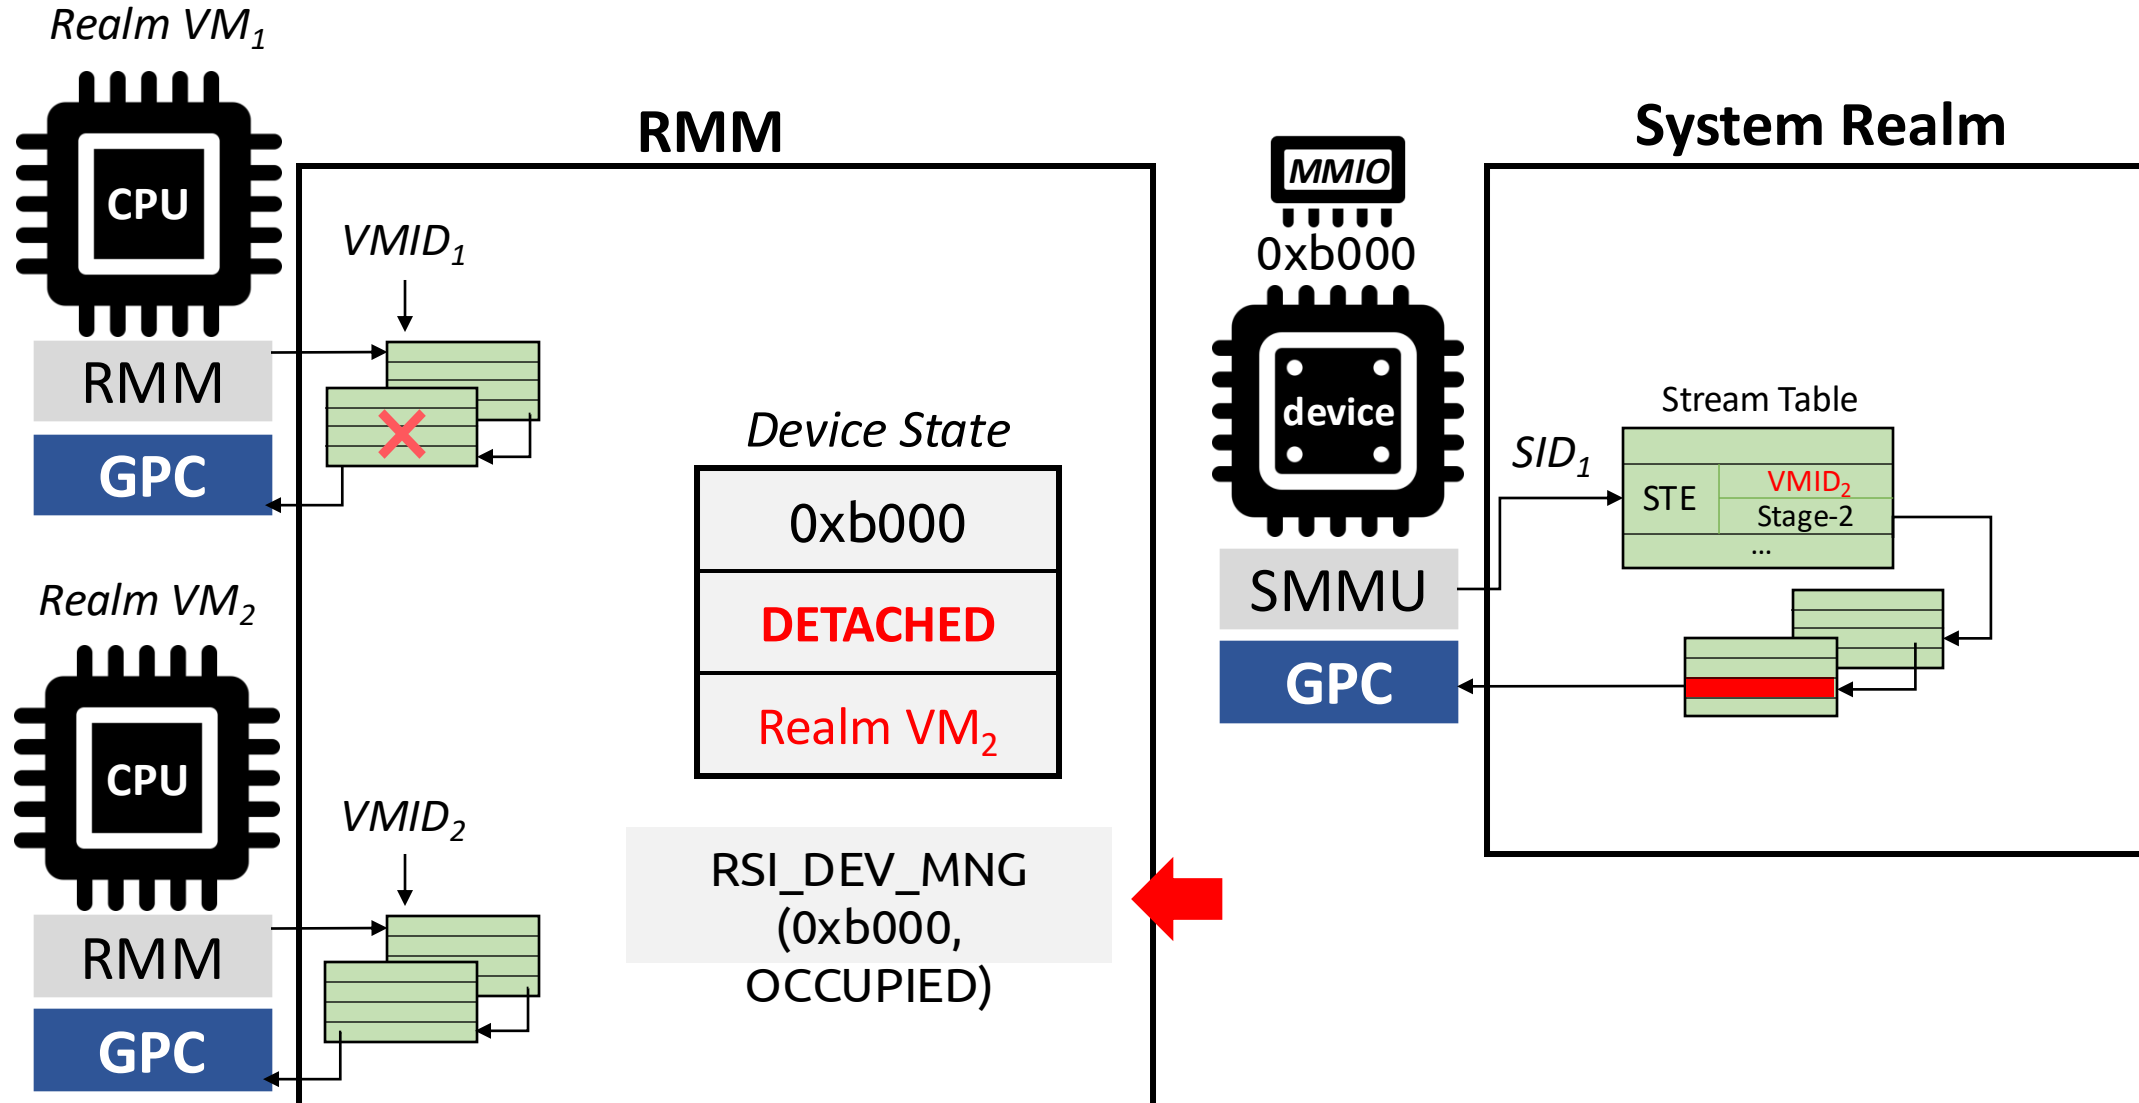 Realm VM₁
CPU
RMM
GPC
Realm VM₂
CPU
RMM
GPC
RMM
VMID₁
VMID₂
Device State
0xb000
DETACHED
Realm VM₂
RSI_DEV_MNG
(0xb000,
OCCUPIED)
MMIO
0xb000
device
SMMU
GPC
System Realm
Stream Table
SID₁
STE
VMID₂
Stage-2
...